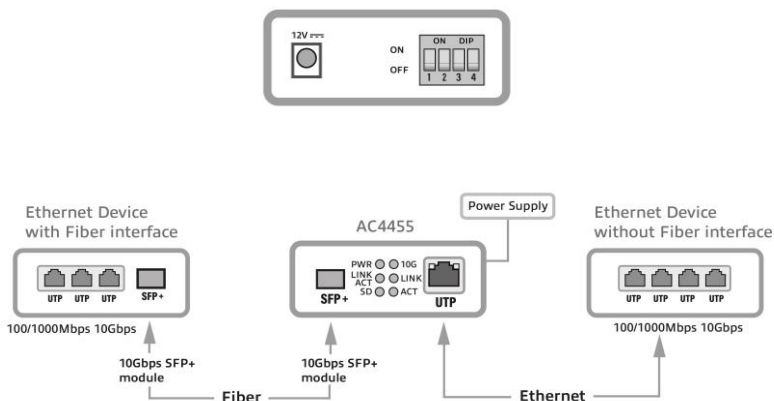 12V
ON DIP
ON
OFF
1 2 3 4
Power Supply
Ethernet Device
with Fiber interface
AC4455
Ethernet Device
without Fiber interface
PWR 10G
LINK
ACT LINK
SD ACT
UTP UTP UTP SFP+
SFP+ UTP
UTP UTP UTP UTP
100/1000Mbps 10Gbps
100/1000Mbps 10Gbps
10Gbps SFP+
module
10Gbps SFP+
module
Fiber
Ethernet